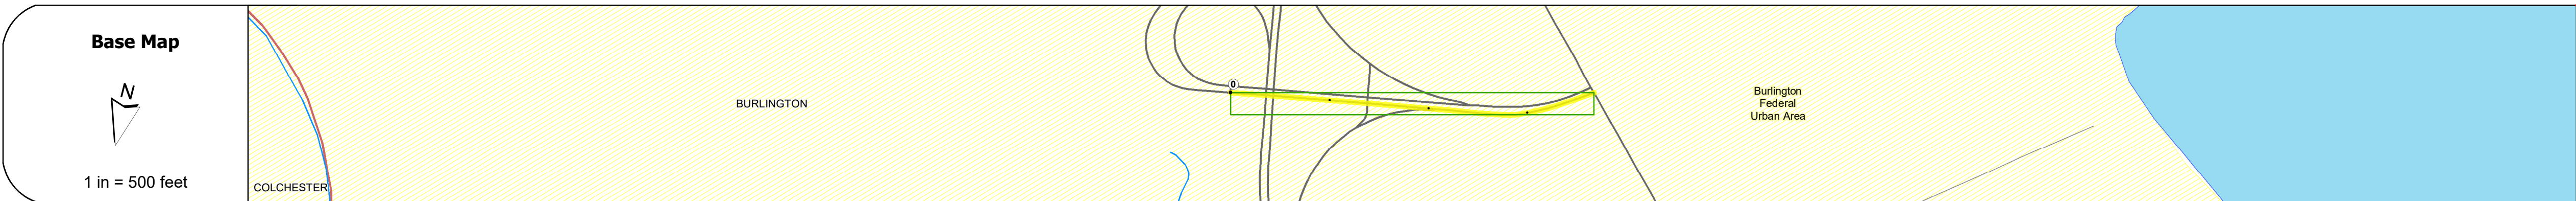 Base Map
N
1 in = 500 feet
COLCHESTER
BURLINGTON
0
Burlington
Federal
Urban Area